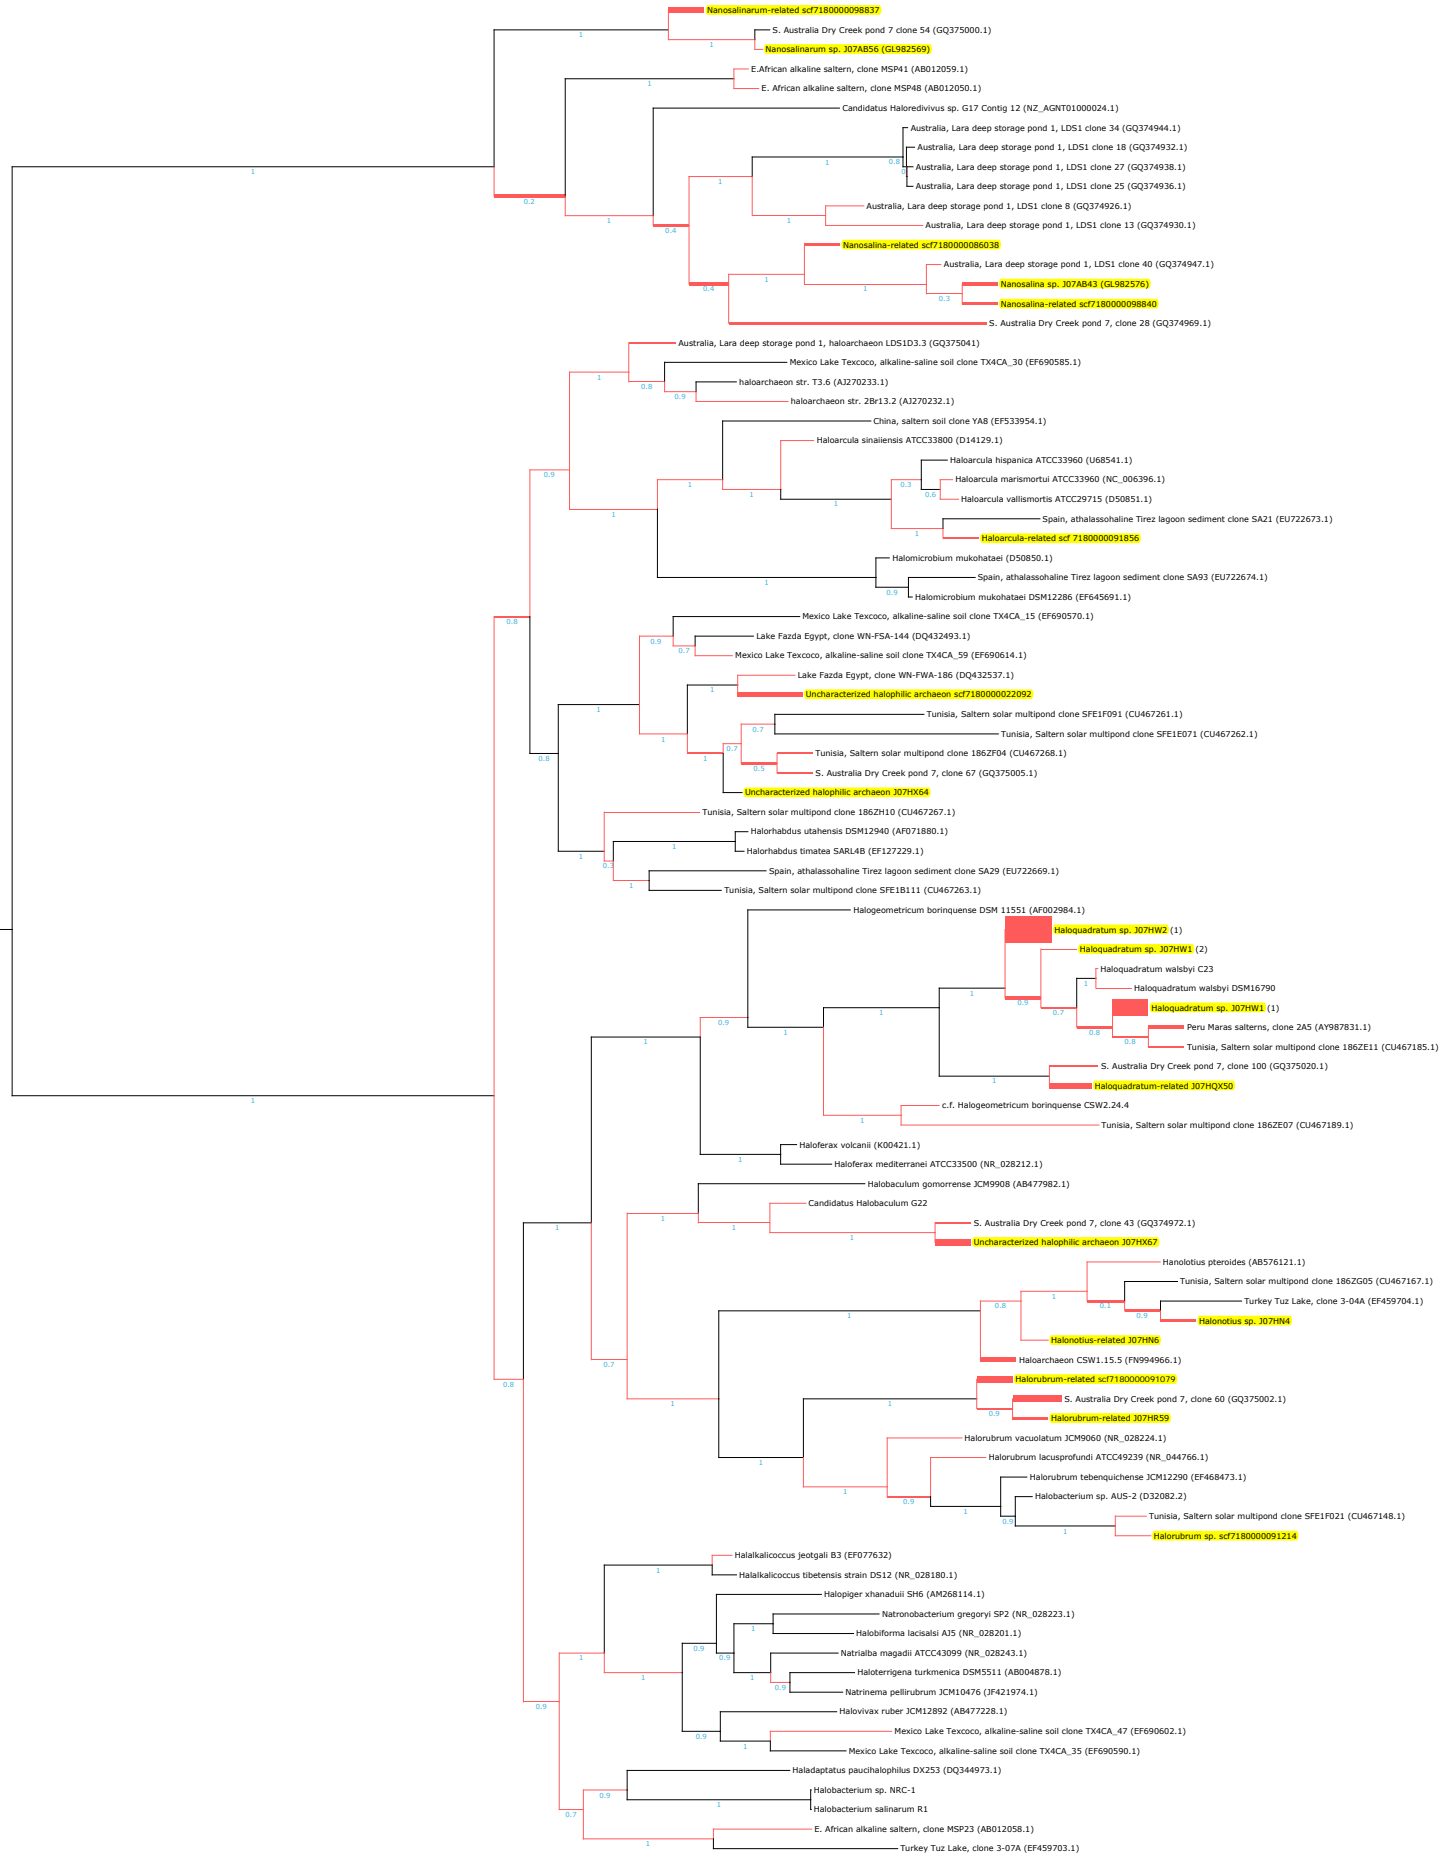 Nanosalinarum-related scf7180000098837
1
S. Australia Dry Creek pond 7 clone 54 (GQ375000.1)
1
Nanosalinarum sp. J07AB56 (GL982569)
E.African alkaline saltern, clone MSP41 (AB012059.1)
1
E. African alkaline saltern, clone MSP48 (AB012050.1)
Candidatus Haloredivivus sp. G17 Contig 12 (NZ_AGNT01000024.1)
Australia, Lara deep storage pond 1, LDS1 clone 34 (GQ374944.1)
Australia, Lara deep storage pond 1, LDS1 clone 18 (GQ374932.1)
1
0.8
Australia, Lara deep storage pond 1, LDS1 clone 27 (GQ374938.1)
1
0
1
Australia, Lara deep storage pond 1, LDS1 clone 25 (GQ374936.1)
0.2
Australia, Lara deep storage pond 1, LDS1 clone 8 (GQ374926.1)
1
1
0.4
Australia, Lara deep storage pond 1, LDS1 clone 13 (GQ374930.1)
Nanosalina-related scf7180000086038
Australia, Lara deep storage pond 1, LDS1 clone 40 (GQ374947.1)
1
0.4
1
Nanosalina sp. J07AB43 (GL982576)
0.3
Nanosalina-related scf7180000098840
S. Australia Dry Creek pond 7, clone 28 (GQ374969.1)
Australia, Lara deep storage pond 1, haloarchaeon LDS1D3.3 (GQ375041)
Mexico Lake Texcoco, alkaline-saline soil clone TX4CA_30 (EF690585.1)
1
0.8
haloarchaeon str. T3.6 (AJ270233.1)
0.9
haloarchaeon str. 2Br13.2 (AJ270232.1)
China, saltern soil clone YA8 (EF533954.1)
Haloarcula sinaiiensis ATCC33800 (D14129.1)
Haloarcula hispanica ATCC33960 (U68541.1)
0.9
1
0.3
Haloarcula marismortui ATCC33960 (NC_006396.1)
1
0.6
Haloarcula vallismortis ATCC29715 (D50851.1)
1
Spain, athalassohaline Tirez lagoon sediment clone SA21 (EU722673.1)
1
Haloarcula-related scf 7180000091856
Halomicrobium mukohataei (D50850.1)
1
Spain, athalassohaline Tirez lagoon sediment clone SA93 (EU722674.1)
0.9
Halomicrobium mukohataei DSM12286 (EF645691.1)
0.8
Mexico Lake Texcoco, alkaline-saline soil clone TX4CA_15 (EF690570.1)
Lake Fazda Egypt, clone WN-FSA-144 (DQ432493.1)
0.9
0.7
Mexico Lake Texcoco, alkaline-saline soil clone TX4CA_59 (EF690614.1)
Lake Fazda Egypt, clone WN-FWA-186 (DQ432537.1)
1
Uncharacterized halophilic archaeon scf7180000022092
1
Tunisia, Saltern solar multipond clone SFE1F091 (CU467261.1)
0.7
1
Tunisia, Saltern solar multipond clone SFE1E071 (CU467262.1)
0.8
1
0.7
Tunisia, Saltern solar multipond clone 186ZF04 (CU467268.1)
0.5
S. Australia Dry Creek pond 7, clone 67 (GQ375005.1)
Uncharacterized halophilic archaeon J07HX64
Tunisia, Saltern solar multipond clone 186ZH10 (CU467267.1)
Halorhabdus utahensis DSM12940 (AF071880.1)
1
1
Halorhabdus timatea SARL4B (EF127229.1)
0.3
Spain, athalassohaline Tirez lagoon sediment clone SA29 (EU722669.1)
1
Tunisia, Saltern solar multipond clone SFE1B111 (CU467263.1)
Halogeometricum borinquense DSM 11551 (AF002984.1)
Haloquadratum sp. J07HW2 (1)
Haloquadratum sp. J07HW1 (2)
Haloquadratum walsbyi C23
1
Haloquadratum walsbyi DSM16790
1
0.9
Haloquadratum sp. J07HW1 (1)
0.7
1
0.9
1
Peru Maras salterns, clone 2A5 (AY987831.1)
0.8
0.8
Tunisia, Saltern solar multipond clone 186ZE11 (CU467185.1)
1
S. Australia Dry Creek pond 7, clone 100 (GQ375020.1)
1
Haloquadratum-related J07HQX50
1
c.f. Halogeometricum borinquense CSW2.24.4
1
Tunisia, Saltern solar multipond clone 186ZE07 (CU467189.1)
Haloferax volcanii (K00421.1)
1
Haloferax mediterranei ATCC33500 (NR_028212.1)
Halobaculum gomorrense JCM9908 (AB477982.1)
Candidatus Halobaculum G22
1
1
S. Australia Dry Creek pond 7, clone 43 (GQ374972.1)
1
1
Uncharacterized halophilic archaeon J07HX67
Hanolotius pteroides (AB576121.1)
Tunisia, Saltern solar multipond clone 186ZG05 (CU467167.1)
1
0.8
0.1
Turkey Tuz Lake, clone 3-04A (EF459704.1)
1
0.9
Halonotius sp. J07HN4
Halonotius-related J07HN6
0.7
Haloarchaeon CSW1.15.5 (FN994966.1)
0.8
Halorubrum-related scf7180000091079
1
1
S. Australia Dry Creek pond 7, clone 60 (GQ375002.1)
0.9
Halorubrum-related J07HR59
Halorubrum vacuolatum JCM9060 (NR_028224.1)
1
Halorubrum lacusprofundi ATCC49239 (NR_044766.1)
1
Halorubrum tebenquichense JCM12290 (EF468473.1)
0.9
Halobacterium sp. AUS-2 (D32082.2)
1
0.9
Tunisia, Saltern solar multipond clone SFE1F021 (CU467148.1)
1
Halorubrum sp. scf7180000091214
Halalkalicoccus jeotgali B3 (EF077632)
1
Halalkalicoccus tibetensis strain DS12 (NR_028180.1)
Halopiger xhanaduii SH6 (AM268114.1)
Natronobacterium gregoryi SP2 (NR_028223.1)
1
Halobiforma lacisalsi AJ5 (NR_028201.1)
0.9
1
0.9
Natrialba magadii ATCC43099 (NR_028243.1)
1
1
Haloterrigena turkmenica DSM5511 (AB004878.1)
0.9
Natrinema pellirubrum JCM10476 (JF421974.1)
0.9
Halovivax ruber JCM12892 (AB477228.1)
0.9
Mexico Lake Texcoco, alkaline-saline soil clone TX4CA_47 (EF690602.1)
1
Mexico Lake Texcoco, alkaline-saline soil clone TX4CA_35 (EF690590.1)
Haladaptatus paucihalophilus DX253 (DQ344973.1)
0.9
Halobacterium sp. NRC-1
1
0.7
Halobacterium salinarum R1
E. African alkaline saltern, clone MSP23 (AB012058.1)
1
Turkey Tuz Lake, clone 3-07A (EF459703.1)